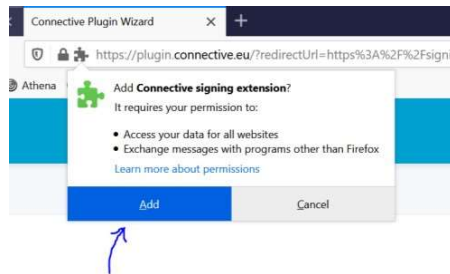 Connective Plugin Wizard
https://plugin.connective.eu/?redirectUrl=https%3A%2F%2Fsigni
Athena
Add Connective signing extension?
It requires your permission to:
• Access your data for all websites
• Exchange messages with programs other than Firefox
Learn more about permissions
Add
Cancel